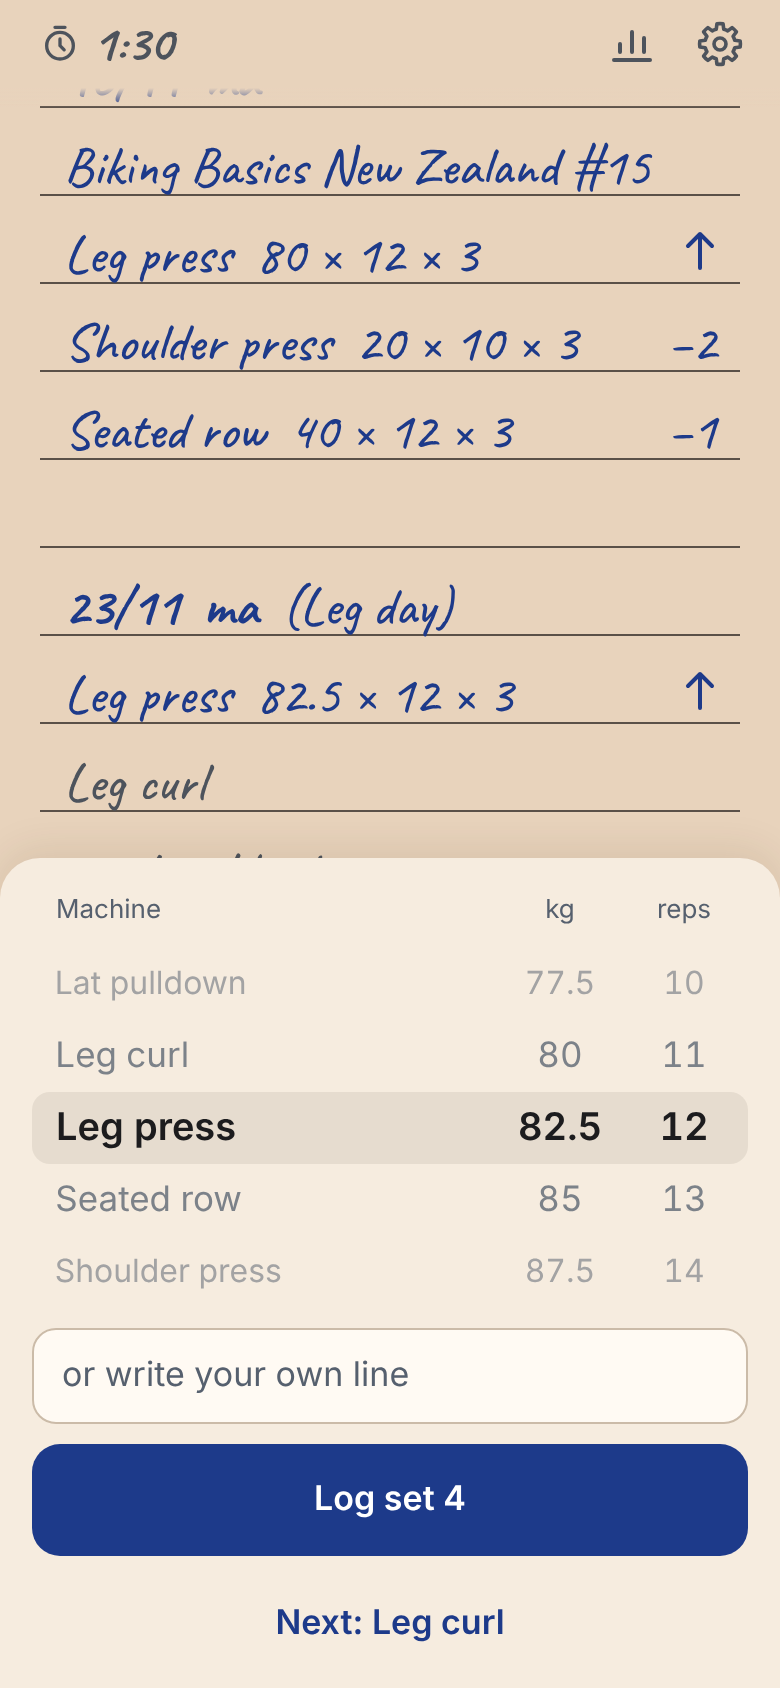 1:30
Biking Basics New Zealand #15
Leg press 80 × 12 × 3 ↑
Shoulder press 20 × 10 × 3 –2
Seated row 40 × 12 × 3 –1
23/11 ma (Leg day)
Leg press 82.5 × 12 × 3 ↑
Leg curl
Machine kg reps
Lat pulldown 77.5 10
Leg curl 80 11
Leg press 82.5 12
Seated row 85 13
Shoulder press 87.5 14
or write your own line
Log set 4
Next: Leg curl